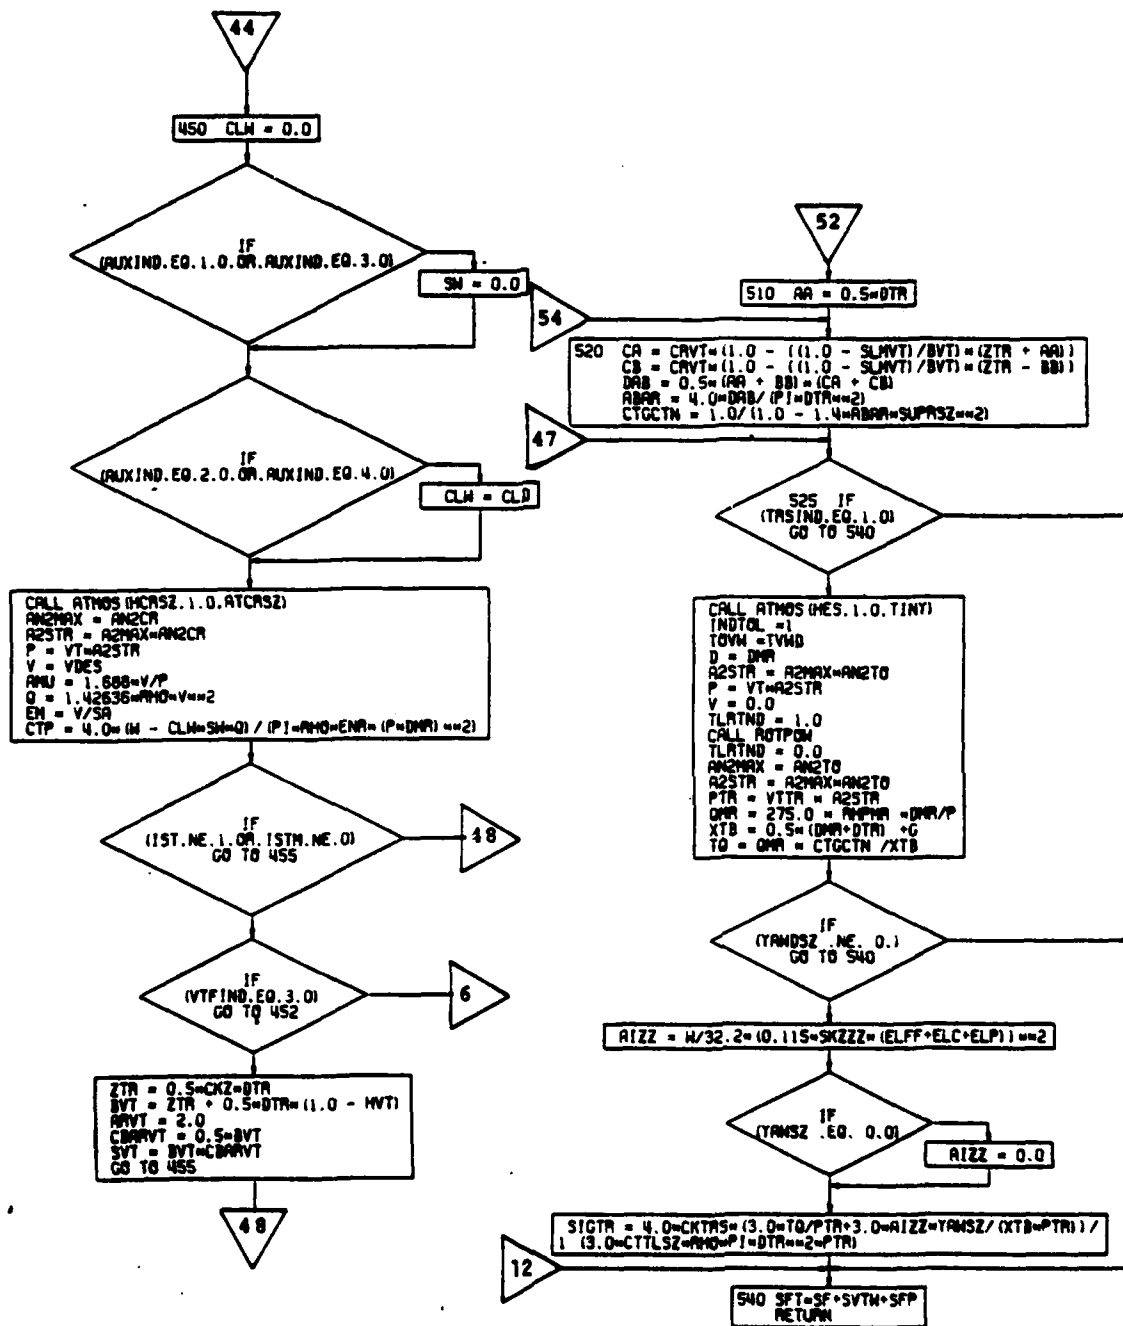 44
450 CLW = 0.0
IF
(AUXIND.EQ.1.0.OR.AUXIND.EQ.3.0)
SW = 0.0
IF
(AUXIND.EQ.2.0.OR.AUXIND.EQ.4.0)
CLW = CLD
CALL ATMOS(HCRSZ.1.0.ATCRSZ)
AN2MAX = AN2CR
A2STR = A2MAX*AN2CR
P = VT*A2STR
V = VDES
AMU = 1.688*V/P
Q = 1.42636*RHO*V**2
EM = V/SA
CTP = 4.0*(W - CLW*SW*Q)/(PI*RHO*ENR*(P*DMR)**2)
IF
(IST.NE.1.OR.ISTM.NE.0)
GO TO 455
48
IF
(VTFIND.EQ.3.0)
GO TO 452
6
ZTR = 0.5*CKZ*DTR
BVT = ZTR + 0.5*DTR*(1.0 - HVT)
ARVT = 2.0
CBARVT = 0.5*BVT
SVT = BVT*CBARVT
GO TO 455
48
52
510 AA = 0.5*DTR
54
520 CA = CRVT*(1.0 - ((1.0 - SLMVT)/BVT)*(ZTR + AA))
CB = CRVT*(1.0 - ((1.0 - SLMVT)/BVT)*(ZTR - BB))
DAB = 0.5*(AA + BB)*(CA + CB)
ABAR = 4.0*DAB/(PI*DTR**2)
CTGCTN = 1.0/(1.0 - 1.4*ABAR*SUPRSZ**2)
47
525 IF
(TRSIND.EQ.1.0)
GO TO 540
CALL ATMOS(HES.1.0.TINY)
INDTOL =1
TOVW =TVWD
D = DMR
A2STR = A2MAX*AN2TO
P = VT*A2STR
V = 0.0
TLRTND = 1.0
CALL ROTPOW
TLRTND = 0.0
AN2MAX = AN2TO
A2STR = A2MAX*AN2TO
PTR = VTTR * A2STR
QMR = 275.0 * RHPMR *DMR/P
XTB = 0.5*(DMR+DTR) +G
TQ = QMR * CTGCTN /XTB
IF
(YAWDSZ .NE. 0.)
GO TO 540
AIZZ = W/32.2*(0.115*SKZZZ*(ELFF+ELC+ELP))**2
IF
(YAWSZ .EQ. 0.0)
AIZZ = 0.0
SIGTR = 4.0*CKTRS*(3.0*TQ/PTR+3.0*AIZZ*YAWSZ/(XTB*PTR))/
1 (3.0*CTTLSZ*RHO*PI*DTR**2*PTR)
12
540 SFT=SF+SVTW+SFP
RETURN